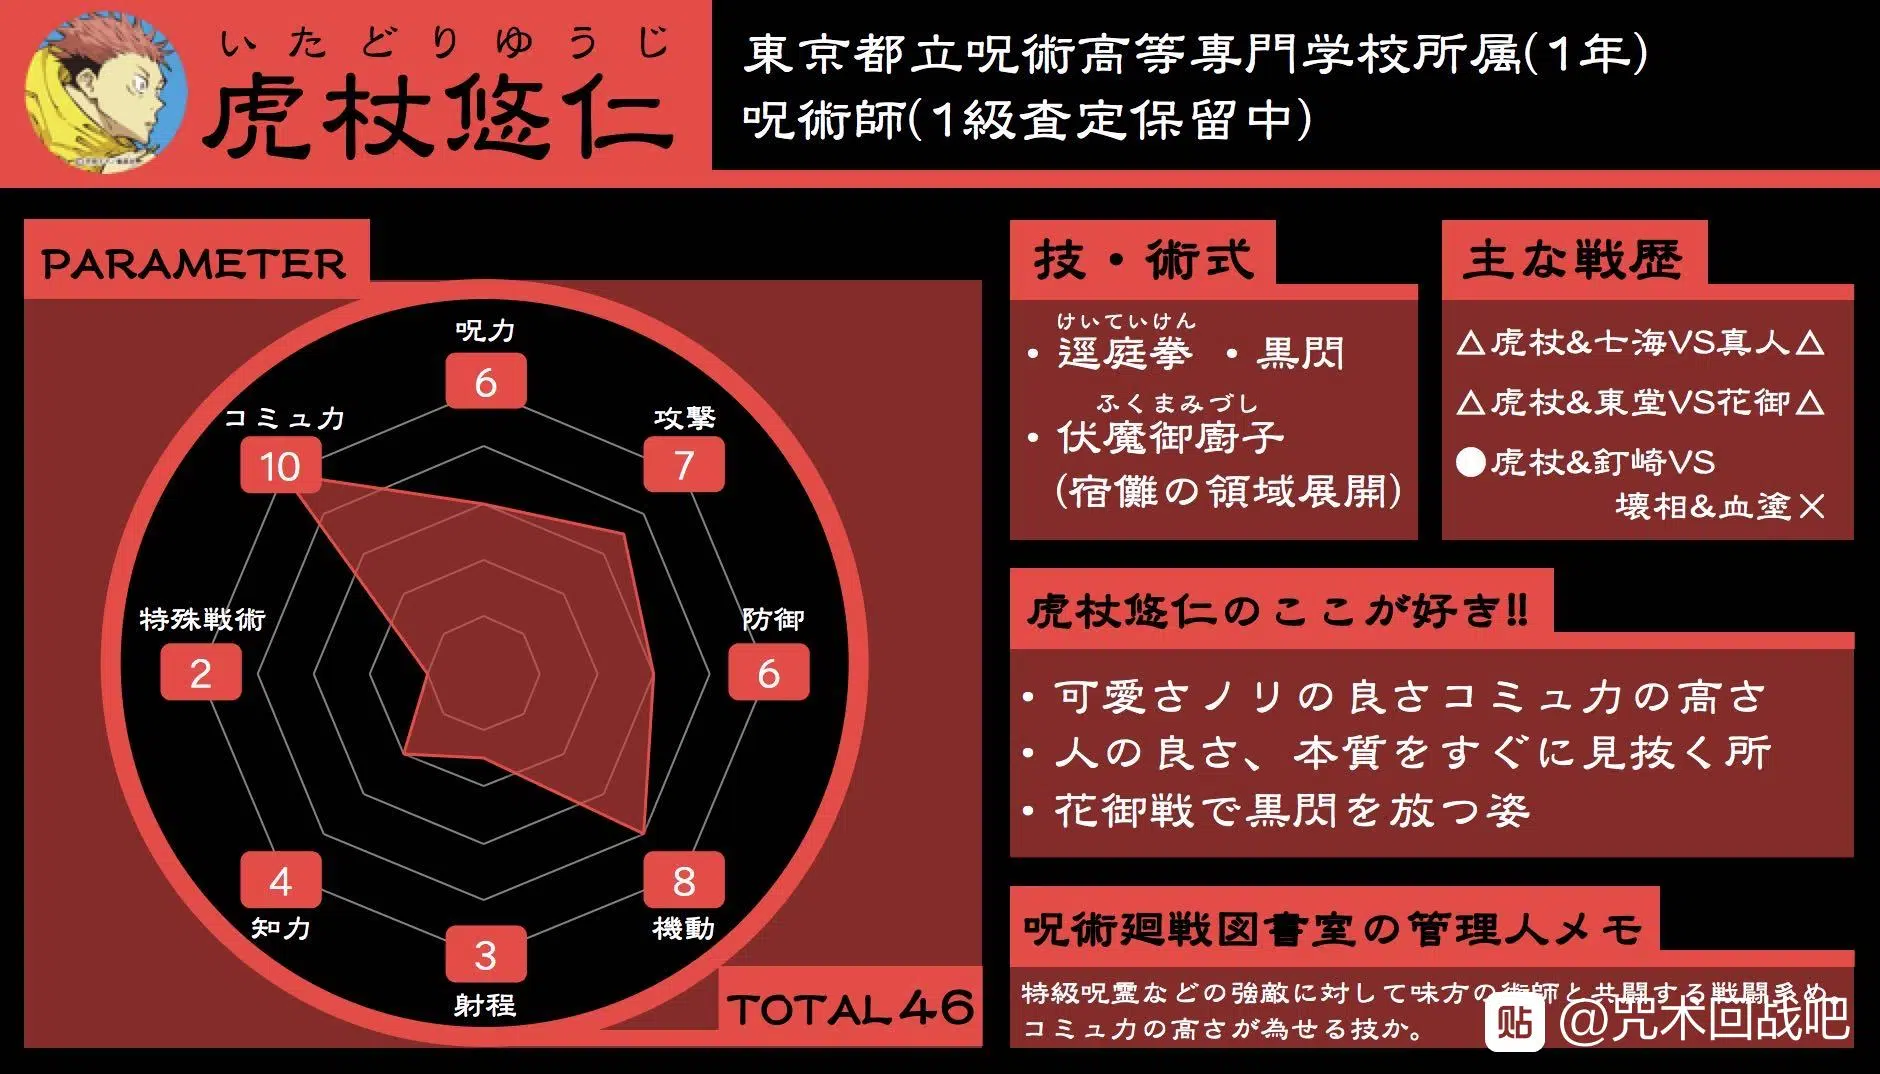 いたどりゆうじ
虎杖悠仁
東京都立呪術高等専門学校所属(1年)
呪術師(1級査定保留中)
PARAMETER
呪力
6
攻撃
7
防御
6
機動
8
射程
3
知力
4
特殊戦術
2
コミュ力
10
TOTAL 46
技・術式
けいていけん
・逕庭拳 ・黒閃
ふくまみづし
・伏魔御廚子
(宿儺の領域展開)
主な戦歴
△虎杖&七海VS真人△
△虎杖&東堂VS花御△
●虎杖&釘崎VS
壊相&血塗×
虎杖悠仁のここが好き!!
・可愛さノリの良さコミュ力の高さ
・人の良さ、本質をすぐに見抜く所
・花御戦で黒閃を放つ姿
呪術廻戦図書室の管理人メモ
特級呪霊などの強敵に対して味方の術師と共闘する戦闘多め。
コミュ力の高さが為せる技か。
贴 @咒术回战吧